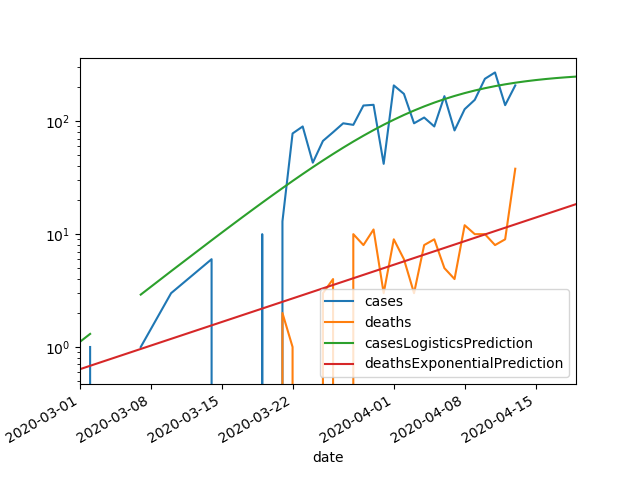 10²
10¹
10⁰
2020-03-01
2020-03-08
2020-03-15
2020-03-22
2020-04-01
2020-04-08
2020-04-15
date
cases
deaths
casesLogisticsPrediction
deathsExponentialPrediction